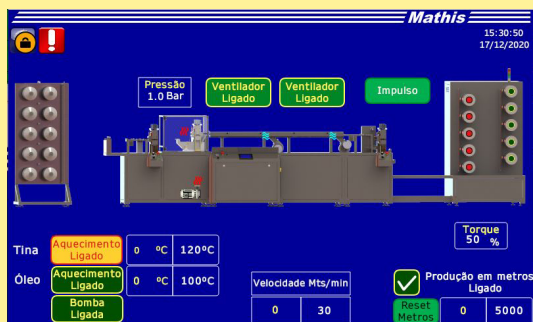 Mathis
15:30:50
17/12/2020
Pressão
1.0 Bar
Ventilador
Ligado
Ventilador
Ligado
Impulso
Torque
50 %
Tina
Aquecimento
Ligado
0 ºC 120ºC
Óleo
Aquecimento
Ligado
0 ºC 100ºC
Bomba
Ligada
Velocidade Mts/min
0 30
Produção em metros
Ligado
Reset
Metros
0 5000